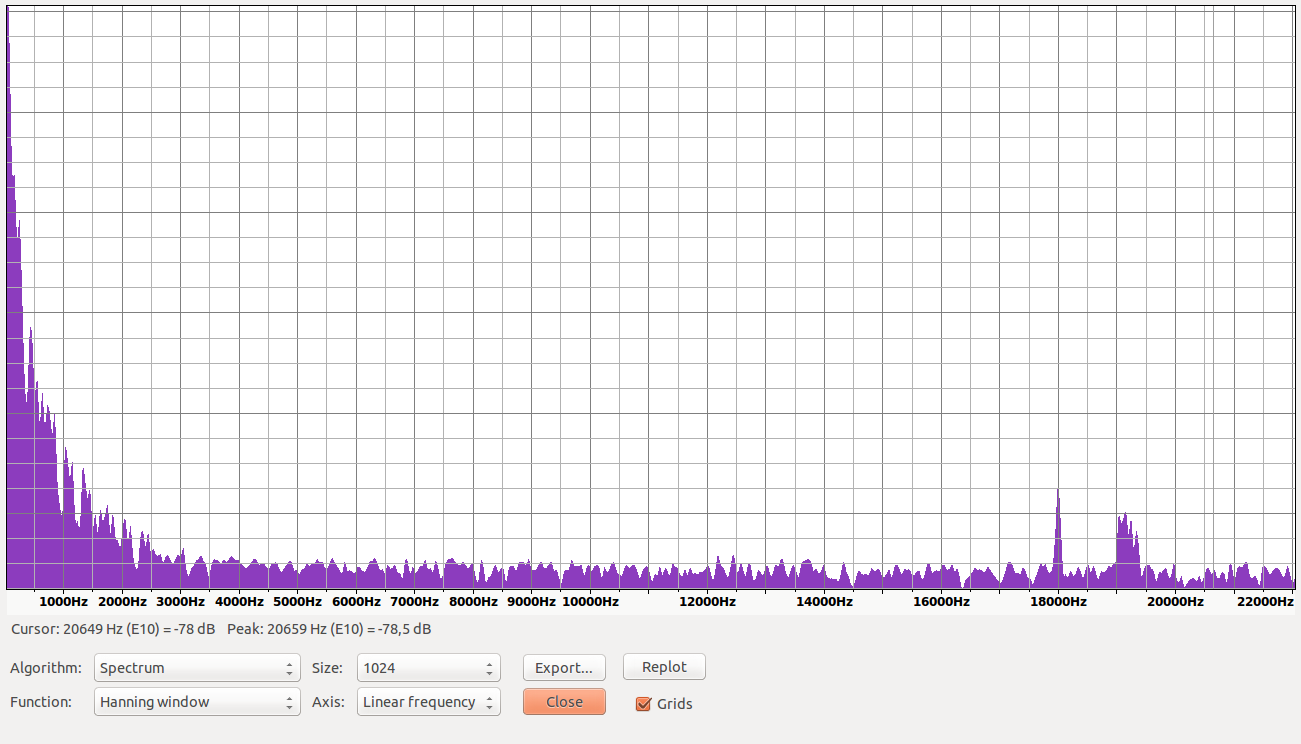 1000Hz 2000Hz 3000Hz 4000Hz 5000Hz 6000Hz 7000Hz 8000Hz 9000Hz 10000Hz 12000Hz 14000Hz 16000Hz 18000Hz 20000Hz 22000Hz
Cursor: 20649 Hz (E10) = -78 dB Peak: 20659 Hz (E10) = -78,5 dB
Algorithm: Spectrum Size: 1024 Export... Replot
Function: Hanning window Axis: Linear frequency Close Grids